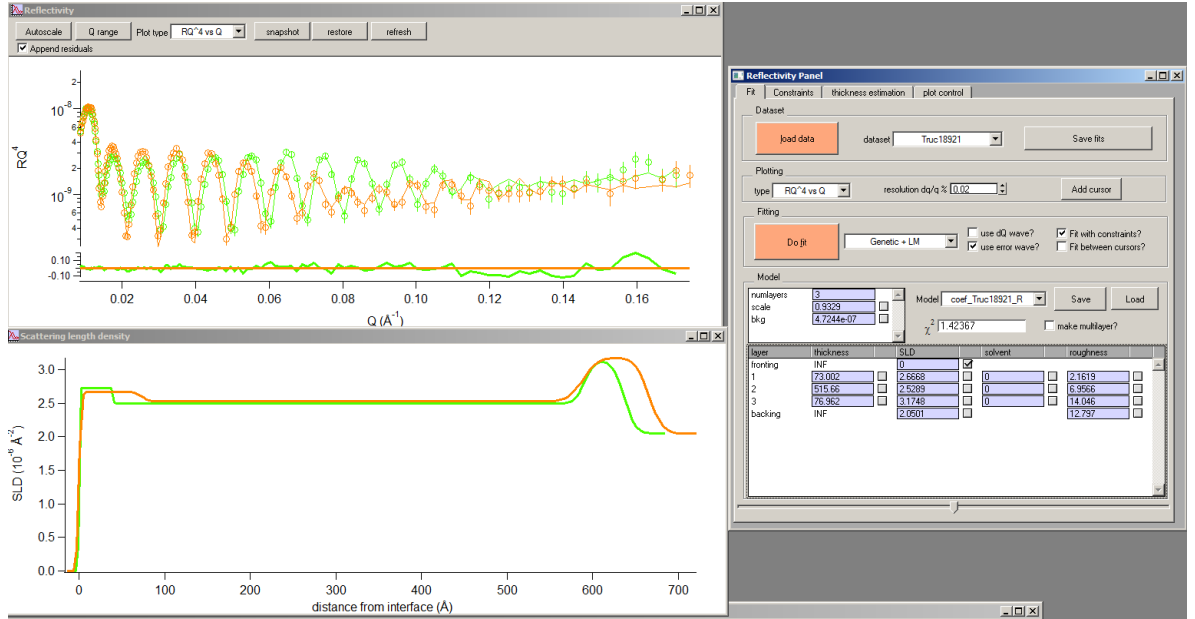 Reflectivity
Autoscale Q range Plot type RQ^4 vs Q snapshot restore refresh
Append residuals
2
10⁻⁸
6
4
2
10⁻⁹
6
4
2
0.10
-0.10
RQ⁴
0.02 0.04 0.06 0.08 0.10 0.12 0.14 0.16
Q (Å⁻¹)
Scattering length density
3.0
2.5
2.0
1.5
1.0
0.5
0.0
SLD (10⁻⁶ Å⁻²)
0 100 200 300 400 500 600 700
distance from interface (Å)
Reflectivity Panel
Fit Constraints thickness estimation plot control
Dataset
load data dataset Truc18921 Save fits
Plotting
type RQ^4 vs Q resolution dq/q % 0.02 Add cursor
Fitting
Do fit Genetic + LM use dQ wave? Fit with constraints?
use error wave? Fit between cursors?
Model
numlayers 3
scale 0.9329
bkg 4.7244e-07
Model coef_Truc18921_R Save Load
χ² 1.42367 make multilayer?
layer thickness SLD solvent roughness
fronting INF 0
1 73.002 2.6668 0 2.1619
2 515.66 2.5289 0 6.9566
3 76.962 3.1748 0 14.046
backing INF 2.0501 12.797